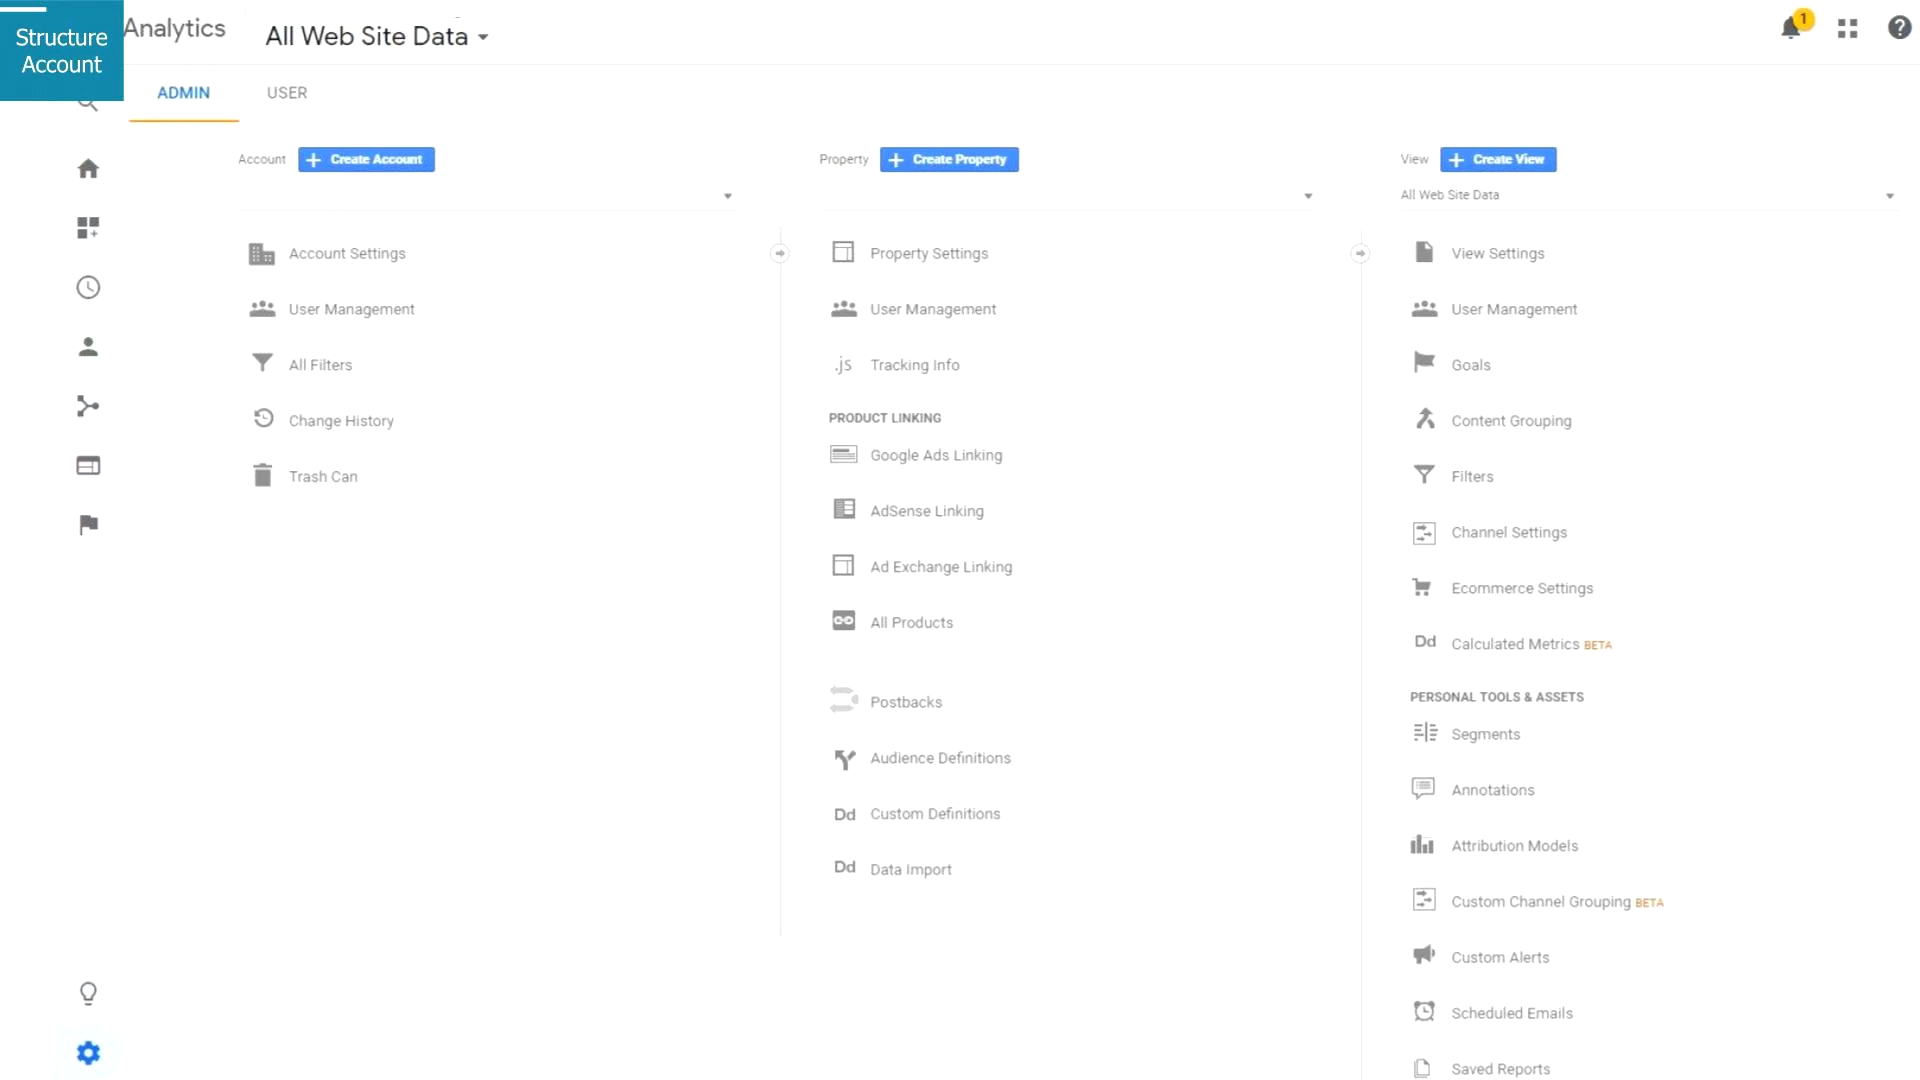 Structure
Account
Analytics
All Web Site Data
1
ADMIN
USER
Account
Create Account
Account Settings
User Management
All Filters
Change History
Trash Can
Property
Create Property
Property Settings
User Management
.js
Tracking Info
PRODUCT LINKING
Google Ads Linking
AdSense Linking
Ad Exchange Linking
All Products
Postbacks
Audience Definitions
Dd
Custom Definitions
Dd
Data Import
View
Create View
All Web Site Data
View Settings
User Management
Goals
Content Grouping
Filters
Channel Settings
Ecommerce Settings
Dd
Calculated Metrics BETA
PERSONAL TOOLS & ASSETS
Segments
Annotations
Attribution Models
Custom Channel Grouping BETA
Custom Alerts
Scheduled Emails
Saved Reports